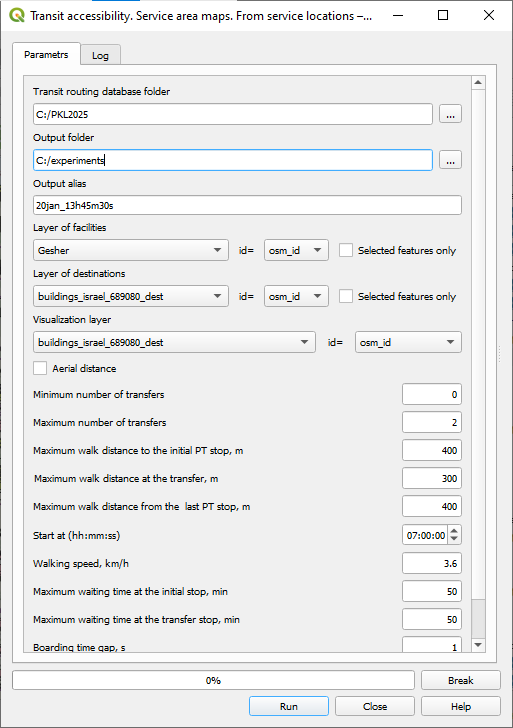 Transit accessibility. Service area maps. From service locations –...
Parametrs
Log
Transit routing database folder
C:/PKL2025
...
Output folder
C:/experiments
...
Output alias
20jan_13h45m30s
Layer of facilities
Gesher id= osm_id Selected features only
Layer of destinations
buildings_israel_689080_dest id= osm_id Selected features only
Visualization layer
buildings_israel_689080_dest id= osm_id
Aerial distance
Minimum number of transfers 0
Maximum number of transfers 2
Maximum walk distance to the initial PT stop, m 400
Maximum walk distance at the transfer, m 300
Maximum walk distance from the last PT stop, m 400
Start at (hh:mm:ss) 07:00:00
Walking speed, km/h 3.6
Maximum waiting time at the initial stop, min 50
Maximum waiting time at the transfer stop, min 50
Boarding time gap, s 1
0% Break
Run Close Help